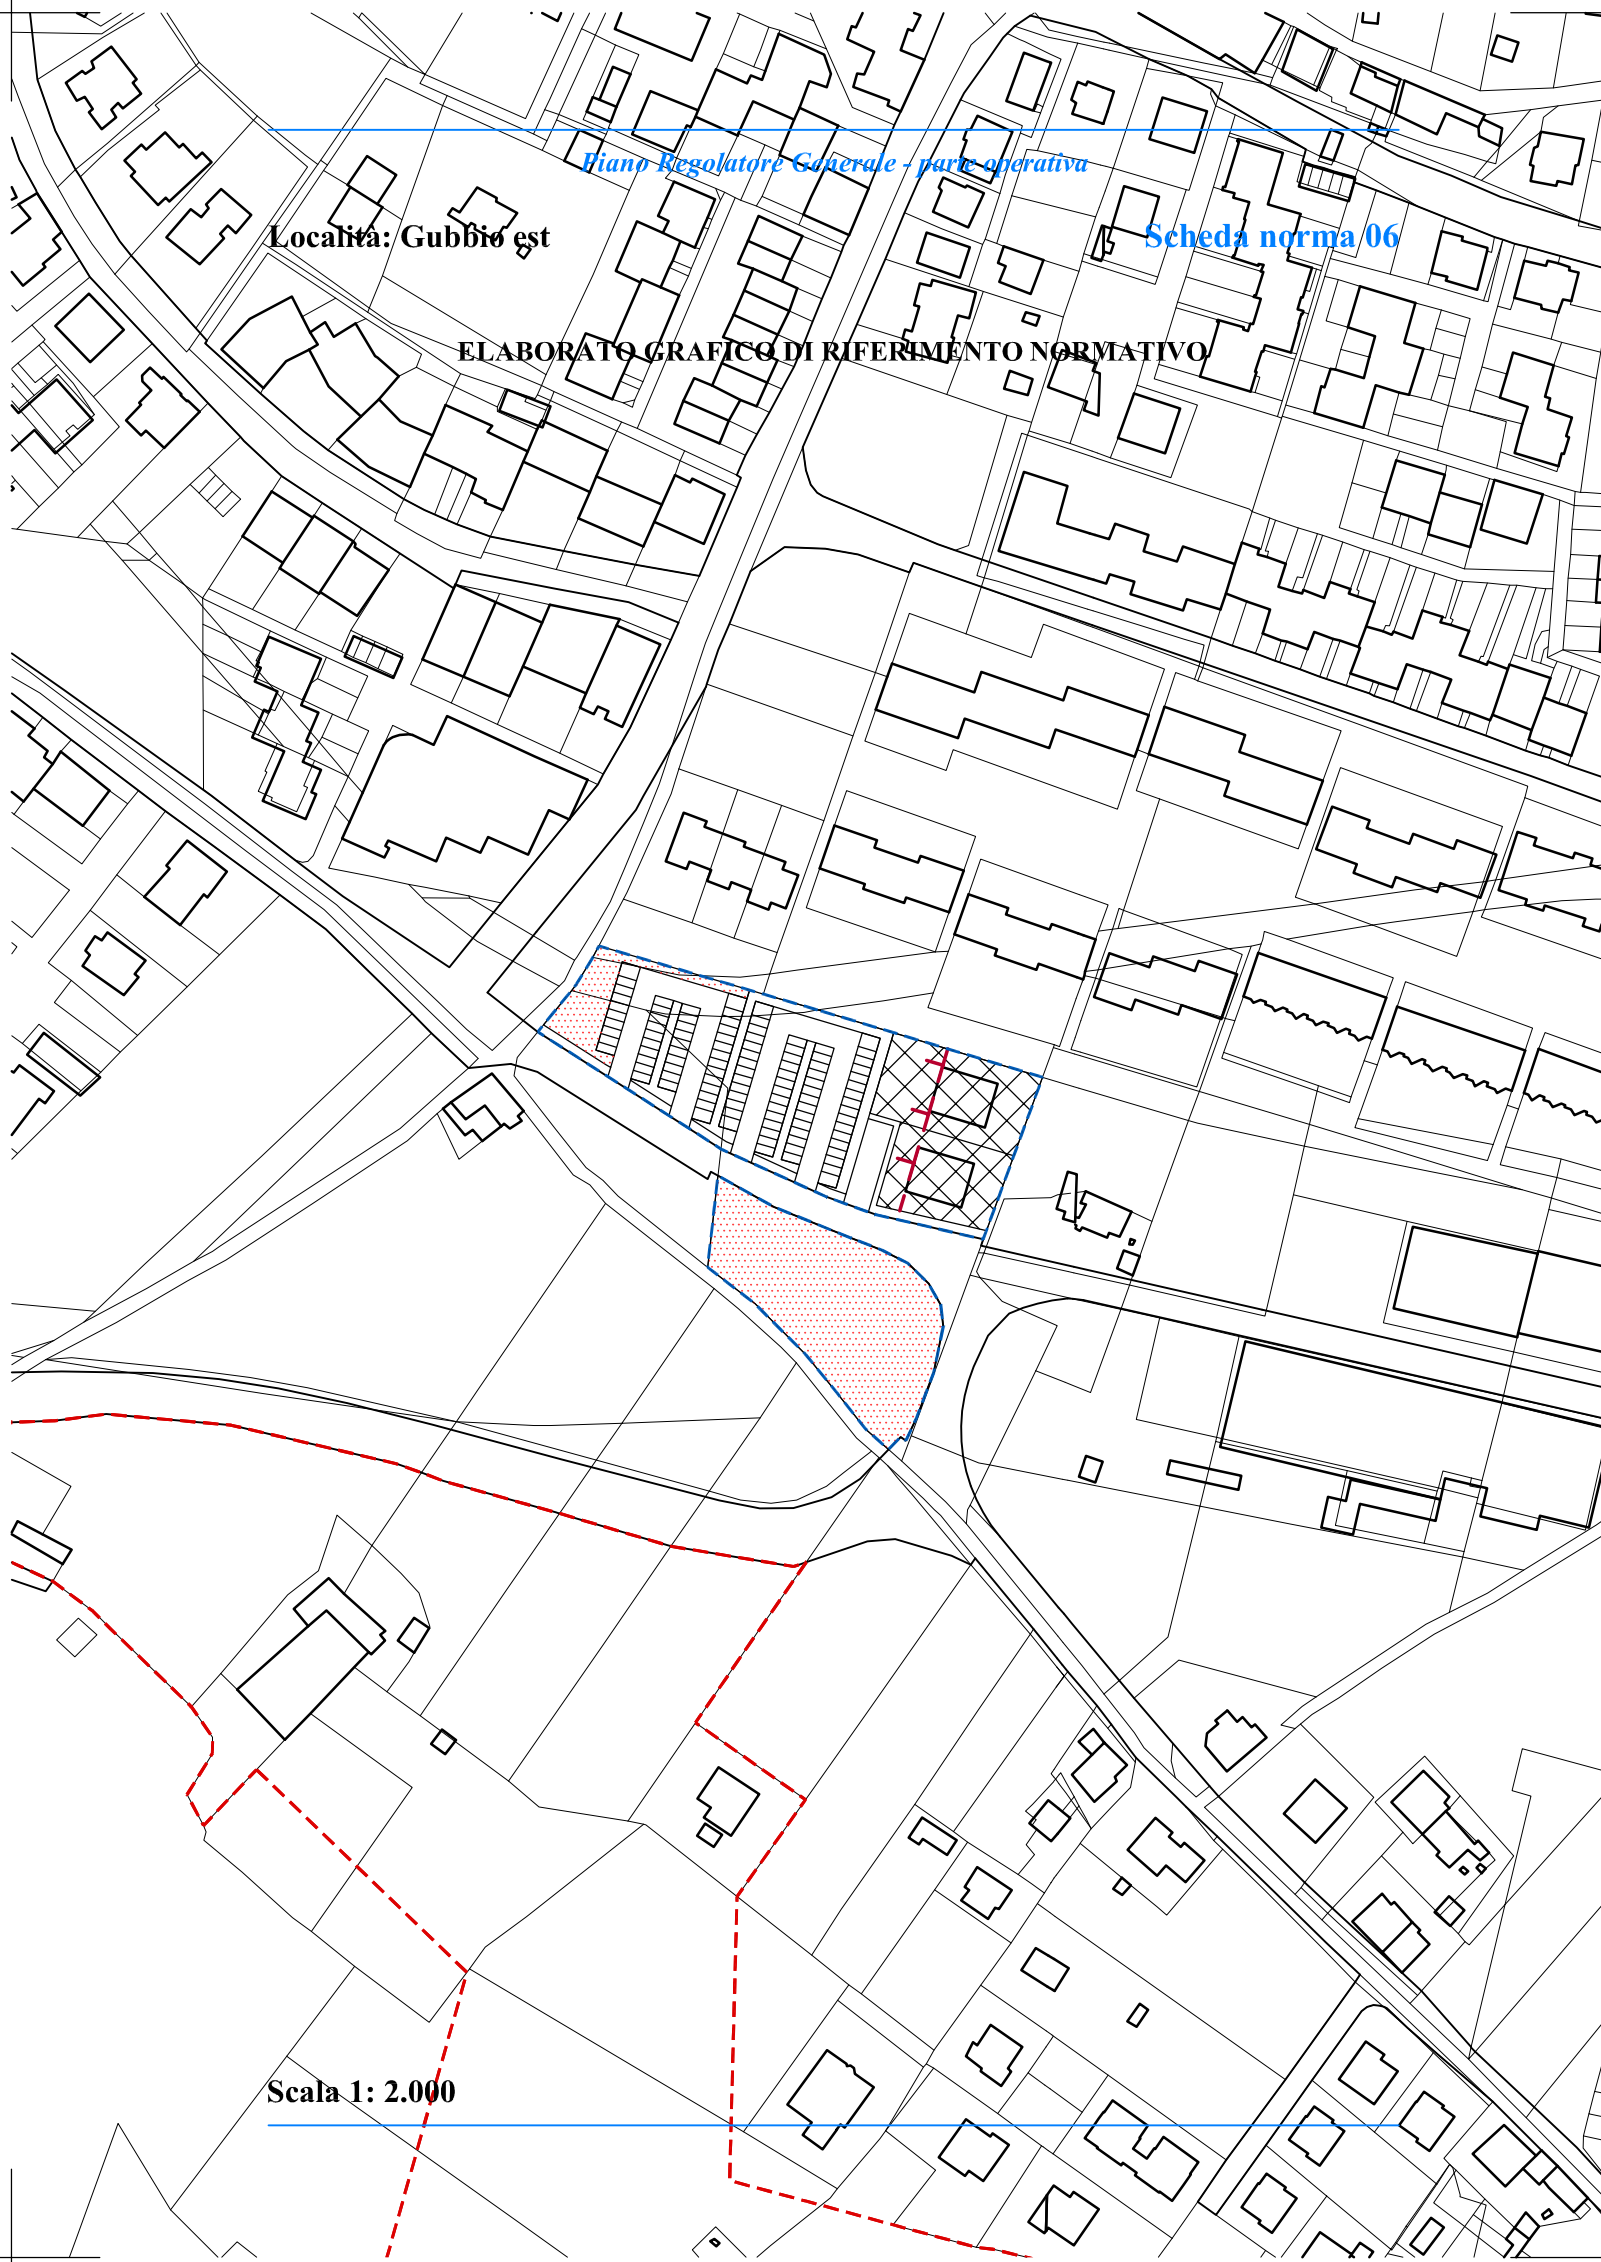 Piano Regolatore Generale - parte operativa
Località: Gubbio est
Scheda norma 06
ELABORATO GRAFICO DI RIFERIMENTO NORMATIVO
Scala 1: 2.000